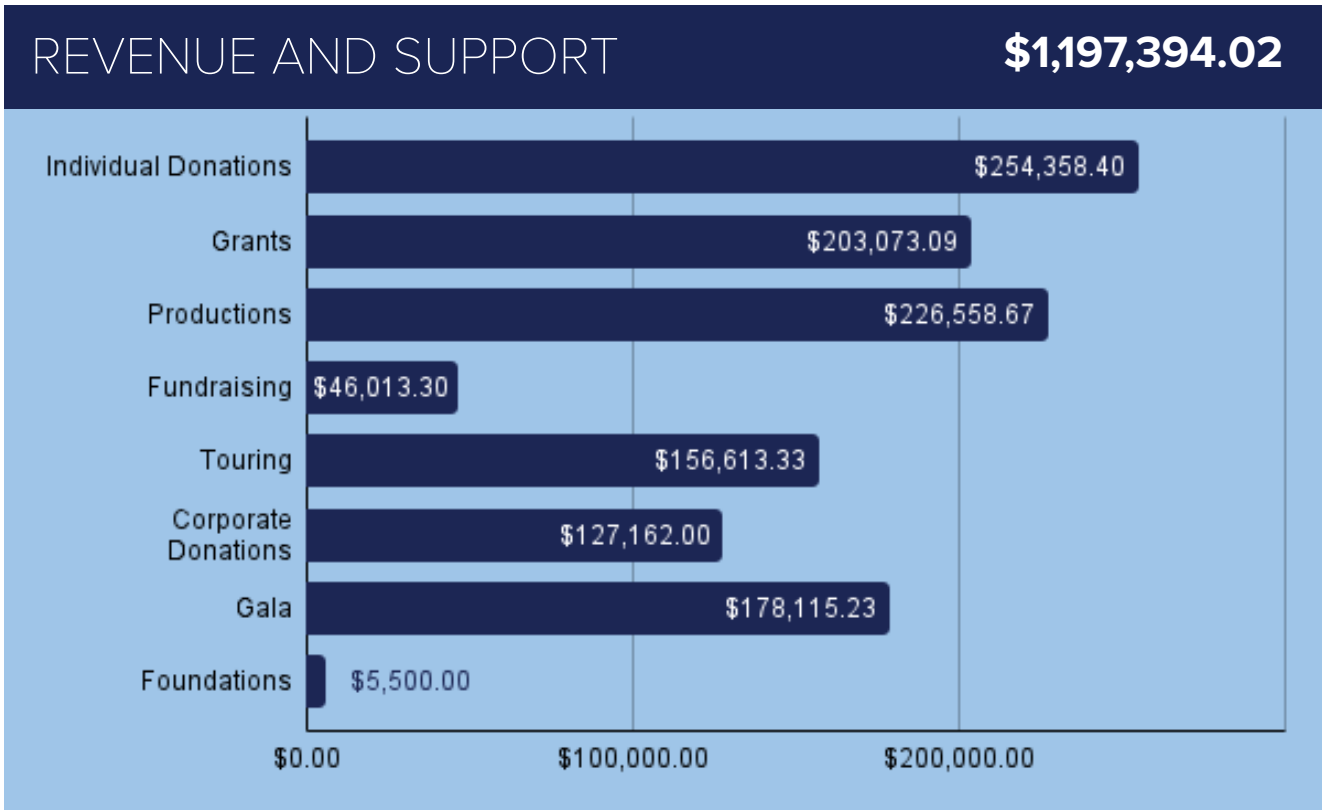 REVENUE AND SUPPORT $1,197,394.02
Individual Donations $254,358.40
Grants $203,073.09
Productions $226,558.67
Fundraising $46,013.30
Touring $156,613.33
Corporate
Donations $127,162.00
Gala $178,115.23
Foundations $5,500.00
$0.00 $100,000.00 $200,000.00